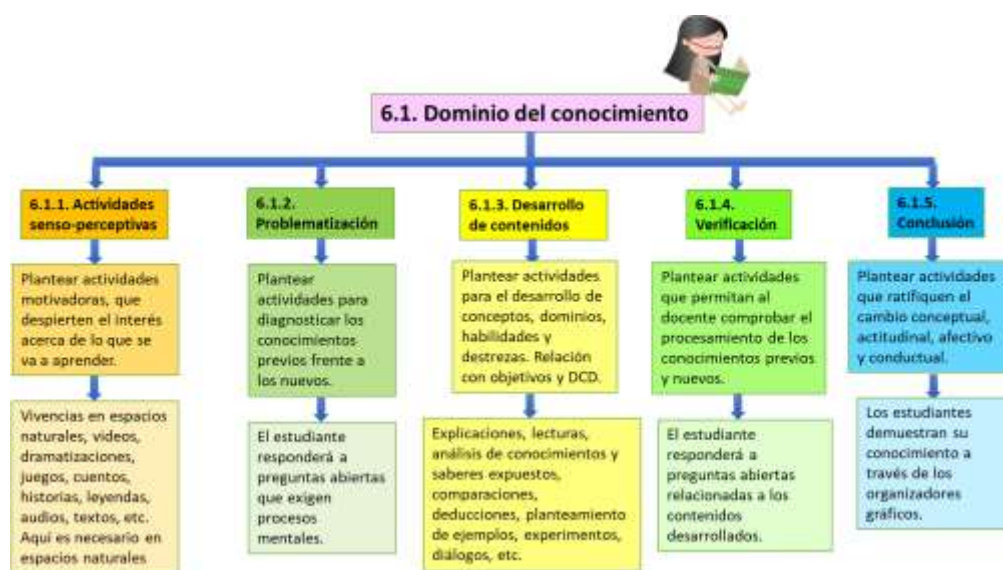 6.1. Dominio del conocimiento
6.1.1. Actividades
senso-perceptivas
Plantear actividades
motivadoras, que
despierten el interés
acerca de lo que se
va a aprender.
Vivencias en espacios
naturales, videos,
dramatizaciones,
juegos, cuentos,
historias, leyendas,
audios, textos, etc.
Aquí es necesario en
espacios naturales
6.1.2.
Problematización
Plantear
actividades para
diagnosticar los
conocimientos
previos frente a
los nuevos.
El estudiante
responderá a
preguntas abiertas
que exigen
procesos
mentales.
6.1.3. Desarrollo
de contenidos
Plantear actividades
para el desarrollo de
conceptos, dominios,
habilidades y
destrezas. Relación
con objetivos y DCD.
Explicaciones, lecturas,
análisis de conocimientos y
saberes expuestos,
comparaciones,
deducciones, planteamiento
de ejemplos, experimentos,
diálogos, etc.
6.1.4.
Verificación
Plantear actividades
que permitan al
docente comprobar el
procesamiento de los
conocimientos previos
y nuevos.
El estudiante
responderá a
preguntas abiertas
relacionadas a los
contenidos
desarrollados.
6.1.5.
Conclusión
Plantear actividades
que ratifiquen el
cambio conceptual,
actitudinal, afectivo
y conductual.
Los estudiantes
demuestran su
conocimiento a
través de los
organizadores
gráficos.